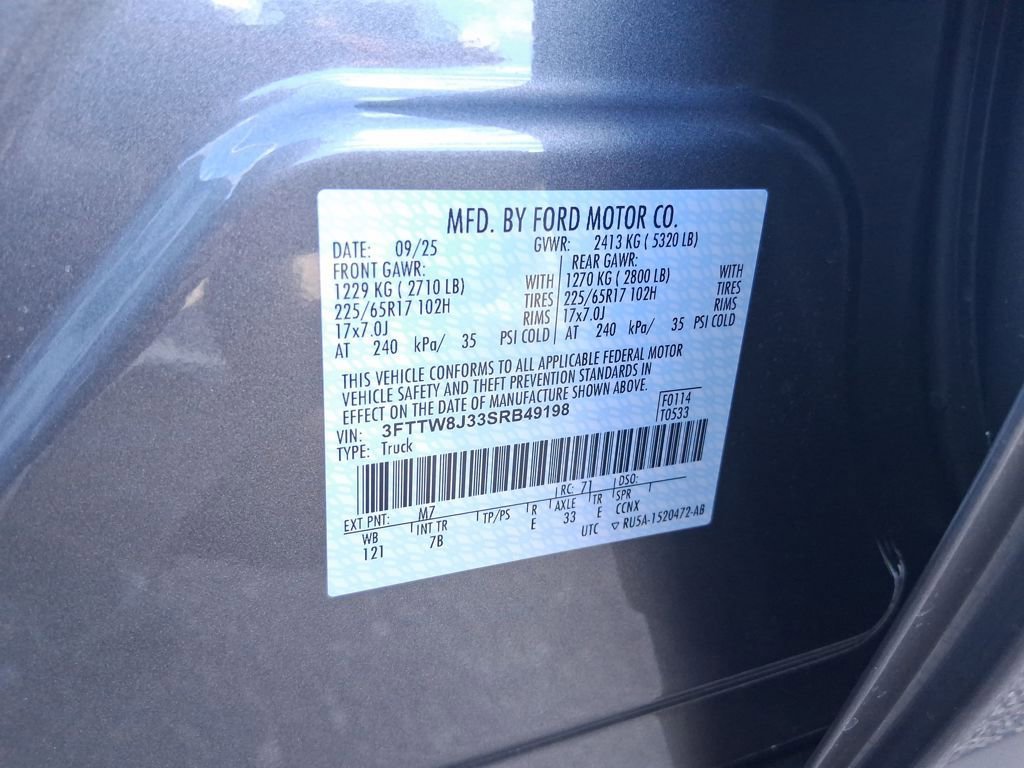 MFD. BY FORD MOTOR CO.
DATE: 09/25 GVWR: 2413 KG ( 5320 LB)
FRONT GAWR: REAR GAWR:
1229 KG ( 2710 LB) WITH 1270 KG ( 2800 LB) WITH
225/65R17 102H TIRES 225/65R17 102H TIRES
17x7.0J RIMS 17x7.0J RIMS
AT 240 kPa/ 35 PSI COLD AT 240 kPa/ 35 PSI COLD
THIS VEHICLE CONFORMS TO ALL APPLICABLE FEDERAL MOTOR
VEHICLE SAFETY AND THEFT PREVENTION STANDARDS IN
EFFECT ON THE DATE OF MANUFACTURE SHOWN ABOVE.
VIN: 3FTTW8J33SRB49198 F0114
TYPE: Truck T0533
EXT PNT: M7 RC: 71 DSO:
WB INT TR TP/PS R AXLE TR SPR
121 7B E 33 E CCNX
UTC ▽ RU5A-1520472-AB